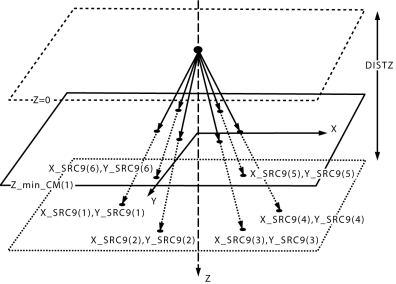 DISTZ
Z=0
X
X_SRC9(6),Y_SRC9(6)
X_SRC9(5),Y_SRC9(5)
Z_min_CM(1)
Y
X_SRC9(1),Y_SRC9(1)
X_SRC9(4),Y_SRC9(4)
X_SRC9(2),Y_SRC9(2)
X_SRC9(3),Y_SRC9(3)
Z